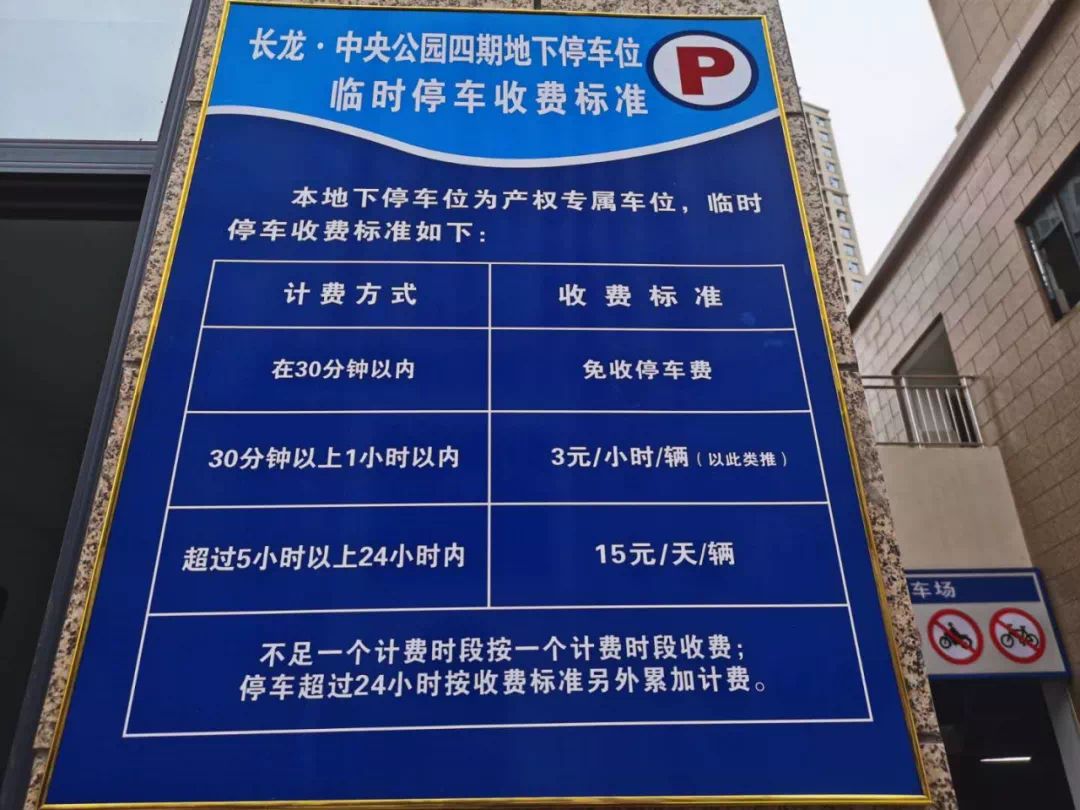 长龙·中央公园四期地下停车位
临时停车收费标准
P
本地下停车位为产权专属车位，临时
停车收费标准如下：
计费方式 收费标准
在30分钟以内 免收停车费
30分钟以上1小时以内 3元/小时/辆（以此类推）
超过5小时以上24小时内 15元/天/辆
不足一个计费时段按一个计费时段收费；
停车超过24小时按收费标准另外累加计费。
车场